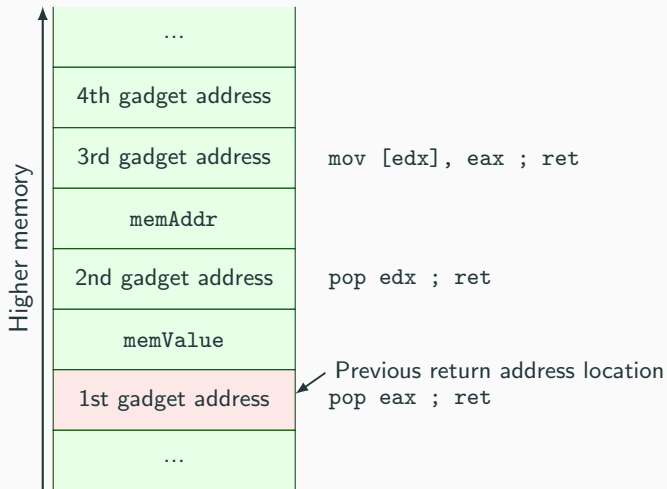 Higher memory
...
4th gadget address
3rd gadget address
mov [edx], eax ; ret
memAddr
2nd gadget address
pop edx ; ret
memValue
Previous return address location
1st gadget address
pop eax ; ret
...